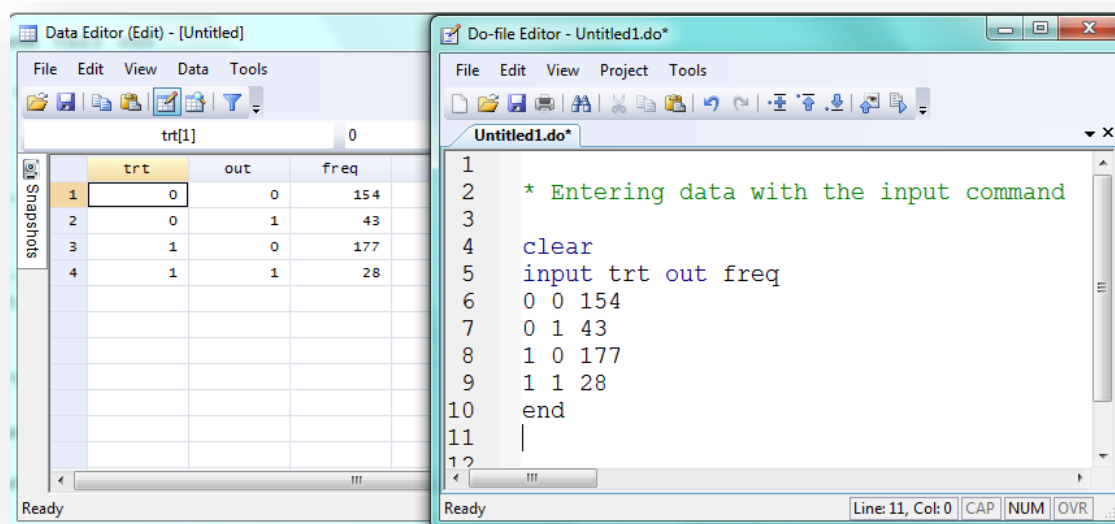 Data Editor (Edit) - [Untitled]
File Edit View Data Tools
trt[1] 0
Snapshots
trt out freq
1 0 0 154
2 0 1 43
3 1 0 177
4 1 1 28
Ready
Do-file Editor - Untitled1.do*
File Edit View Project Tools
Untitled1.do*
1
2 * Entering data with the input command
3
4 clear
5 input trt out freq
6 0 0 154
7 0 1 43
8 1 0 177
9 1 1 28
10 end
11
12
Ready Line: 11, Col: 0 CAP NUM OVR